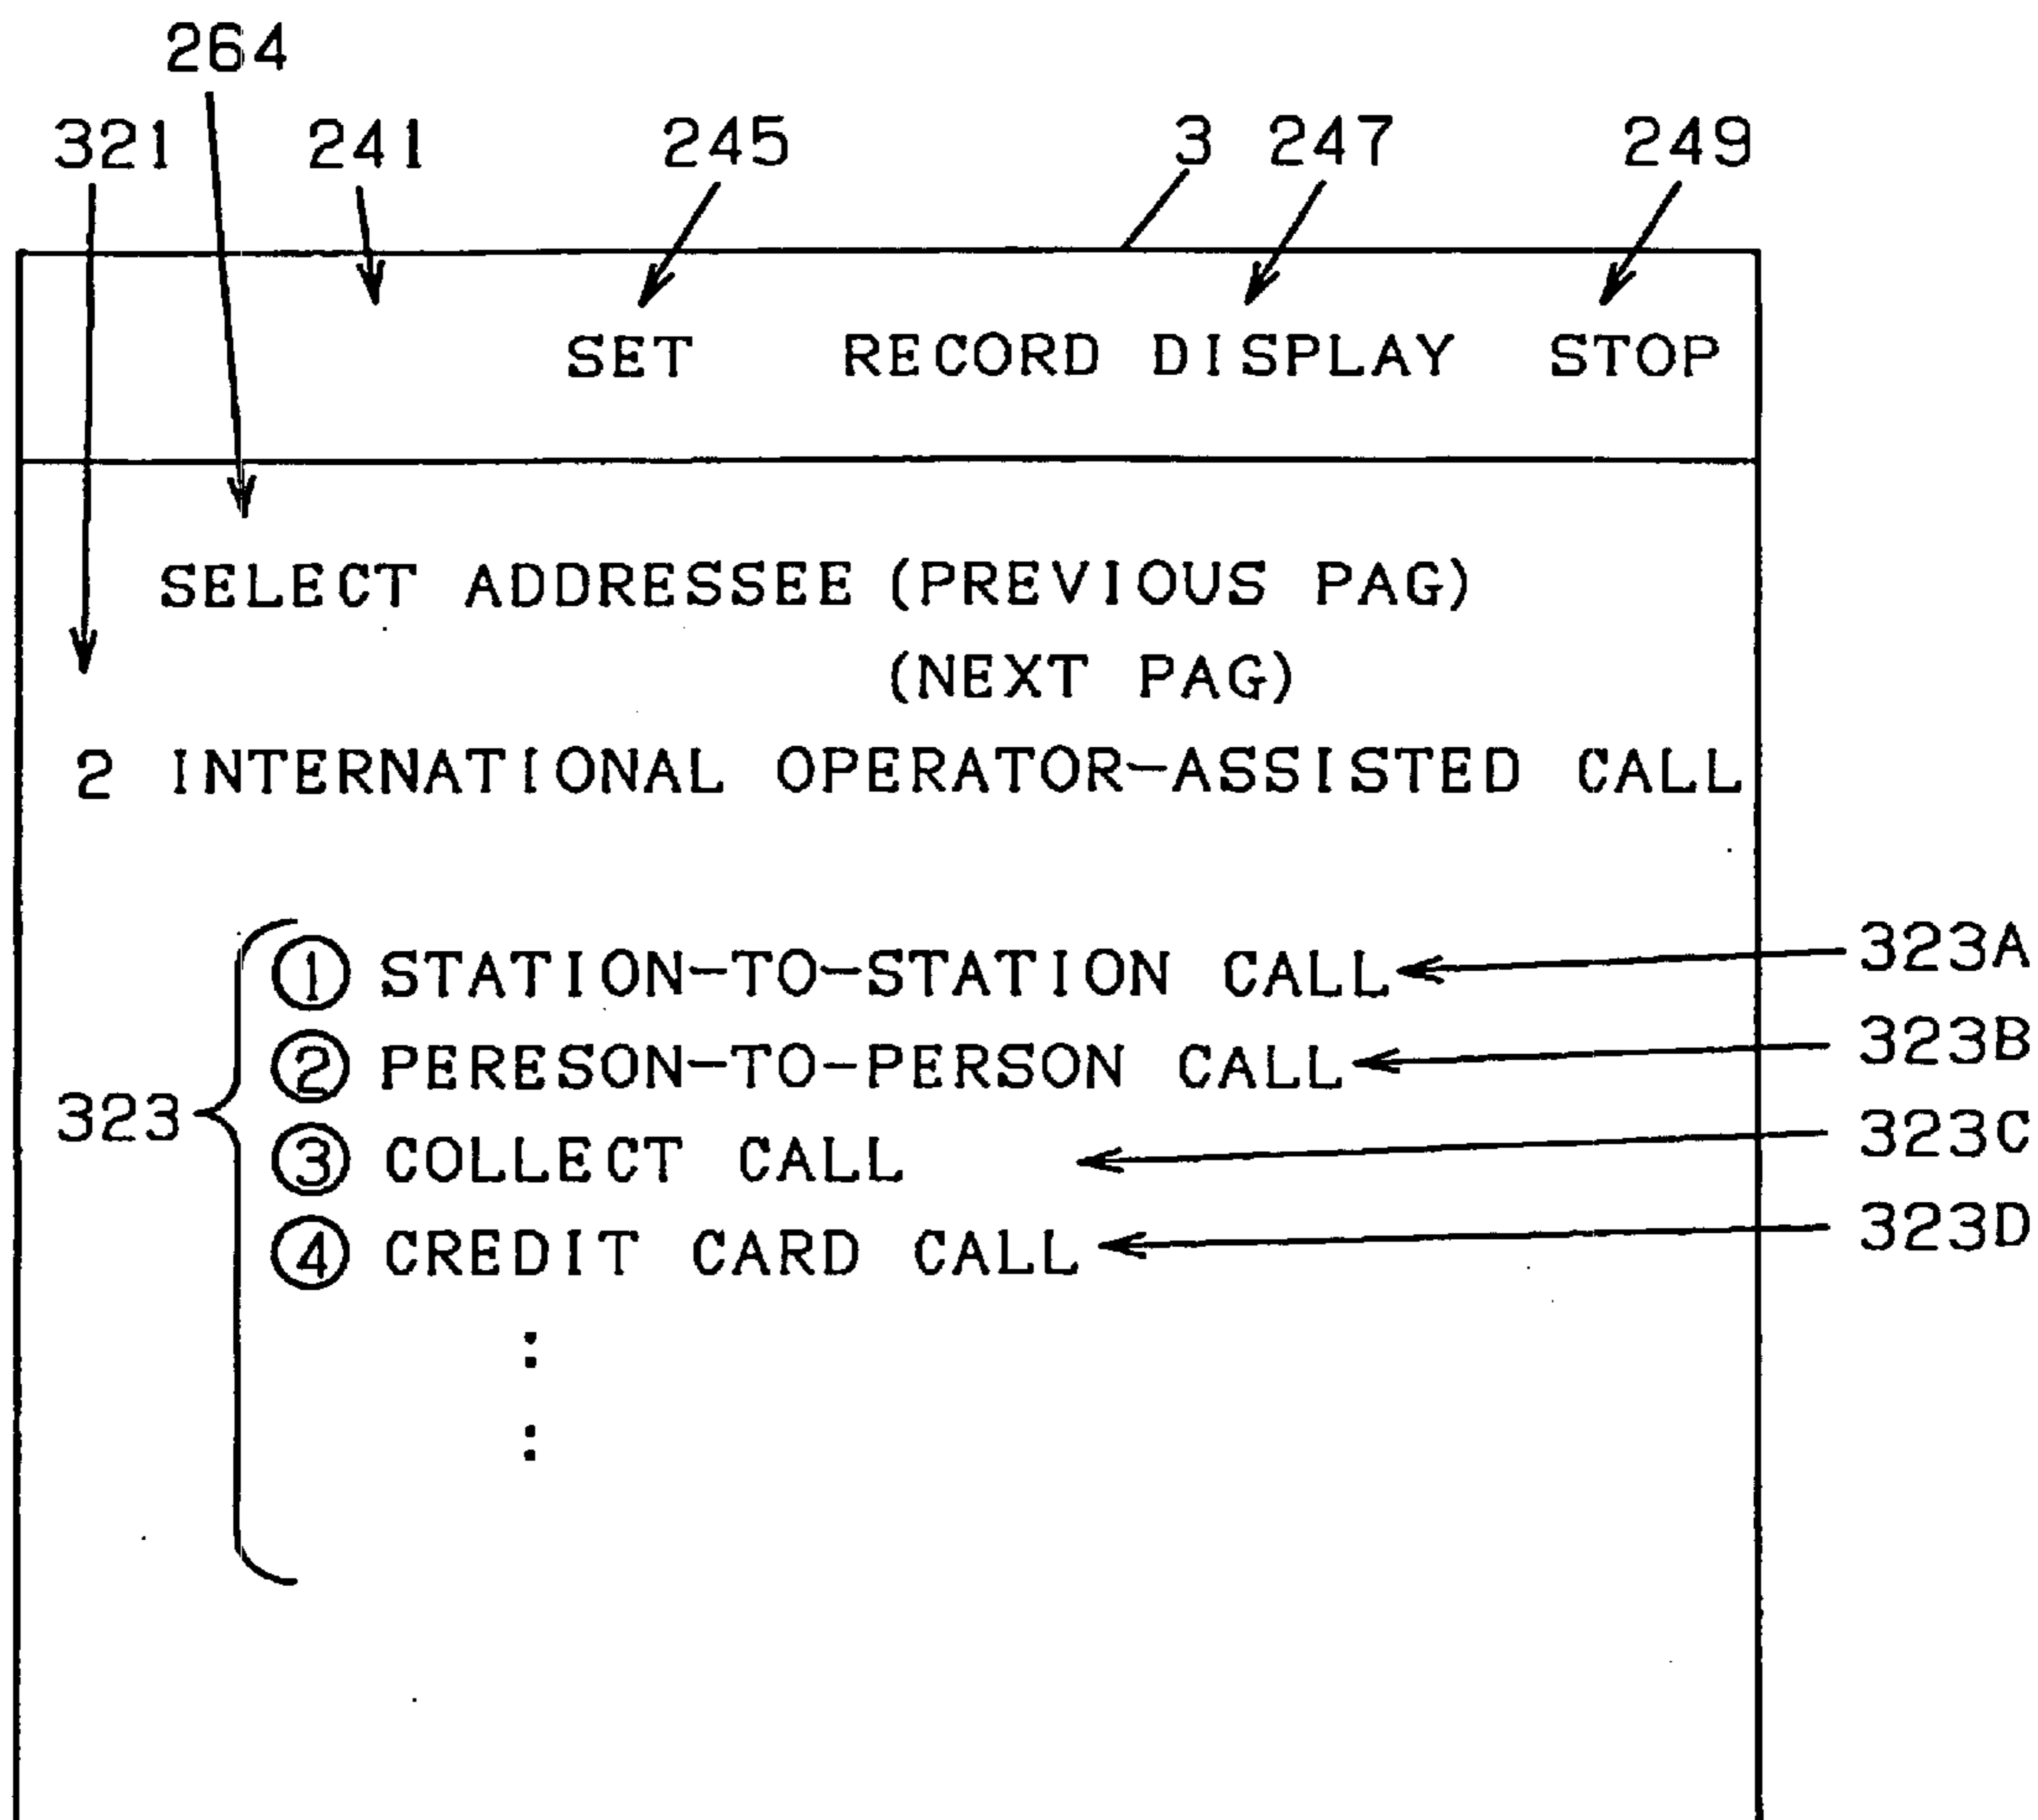 264
321 241 245 3 247 249
SET RECORD DISPLAY STOP
SELECT ADDRESSEE (PREVIOUS PAG)
(NEXT PAG)
2 INTERNATIONAL OPERATOR-ASSISTED CALL
① STATION-TO-STATION CALL 323A
② PERESON-TO-PERSON CALL 323B
323
③ COLLECT CALL 323C
④ CREDIT CARD CALL 323D
:
: